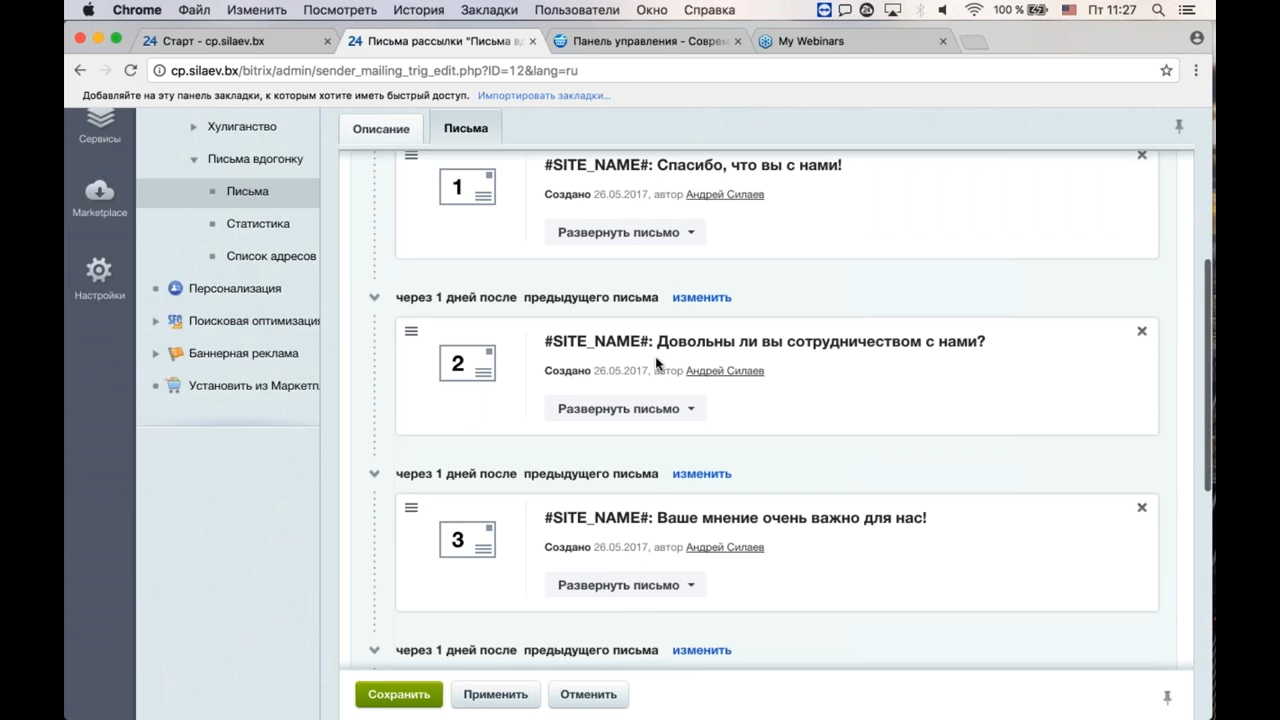 Chrome Файл Изменить Посмотреть История Закладки Пользователи Окно Справка 100 % Пт 11:27
24 Старт - cp.silaev.bx
24 Письма рассылки "Письма вд
Панель управления - Соврем
My Webinars
cp.silaev.bx/bitrix/admin/sender_mailing_trig_edit.php?ID=12&lang=ru
Добавляйте на эту панель закладки, к которым хотите иметь быстрый доступ. Импортировать закладки...
Сервисы
Marketplace
Настройки
Хулиганство
Письма вдогонку
Письма
Статистика
Список адресов
Персонализация
Поисковая оптимизация
Баннерная реклама
Установить из Маркетп
Описание
Письма
1
#SITE_NAME#: Спасибо, что вы с нами!
Создано 26.05.2017, автор Андрей Силаев
Развернуть письмо
через 1 дней после предыдущего письма изменить
2
#SITE_NAME#: Довольны ли вы сотрудничеством с нами?
Создано 26.05.2017, автор Андрей Силаев
Развернуть письмо
через 1 дней после предыдущего письма изменить
3
#SITE_NAME#: Ваше мнение очень важно для нас!
Создано 26.05.2017, автор Андрей Силаев
Развернуть письмо
через 1 дней после предыдущего письма изменить
Сохранить
Применить
Отменить